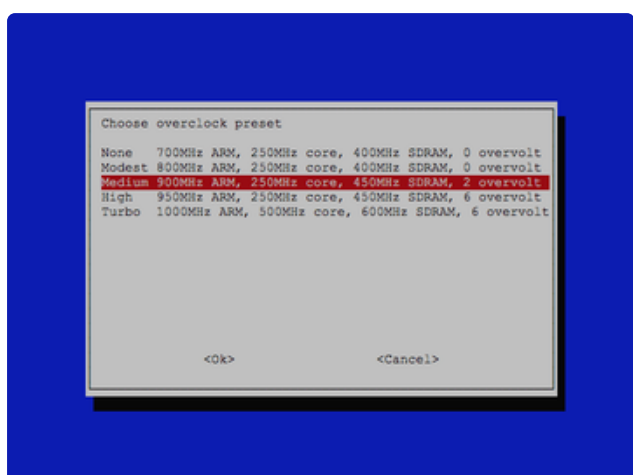 Choose overclock preset
None 700MHz ARM, 250MHz core, 400MHz SDRAM, 0 overvolt
Modest 800MHz ARM, 250MHz core, 400MHz SDRAM, 0 overvolt
Medium 900MHz ARM, 250MHz core, 450MHz SDRAM, 2 overvolt
High 950MHz ARM, 250MHz core, 450MHz SDRAM, 6 overvolt
Turbo 1000MHz ARM, 500MHz core, 600MHz SDRAM, 6 overvolt
<Ok> <Cancel>